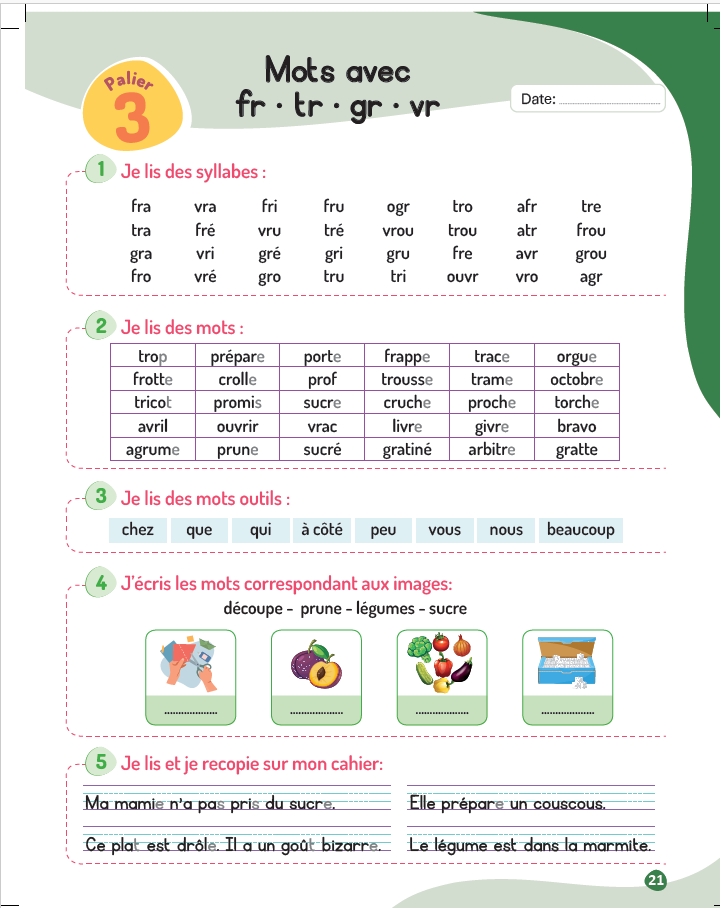 Mots avec
fr · tr · gr · vr
Palier
3
Date: ........................
1 Je lis des syllabes :
fra vra fri fru ogr tro afr tre
tra fré vru tré vrou trou atr frou
gra vri gré gri gru fre avr grou
fro vré gro tru tri ouvr vro agr
2 Je lis des mots :
trop prépare porte frappe trace orgue
frotte crolle prof trousse trame octobre
tricot promis sucre cruche proche torche
avril ouvrir vrac livre givre bravo
agrume prune sucré gratiné arbitre gratte
3 Je lis des mots outils :
chez que qui à côté peu vous nous beaucoup
4 J'écris les mots correspondant aux images:
découpe - prune - légumes - sucre
................... ................... ................... ...................
5 Je lis et je recopie sur mon cahier:
Ma mamie n'a pas pris du sucre. Elle prépare un couscous.
Ce plat est drôle. Il a un goût bizarre. Le légume est dans la marmite.
21